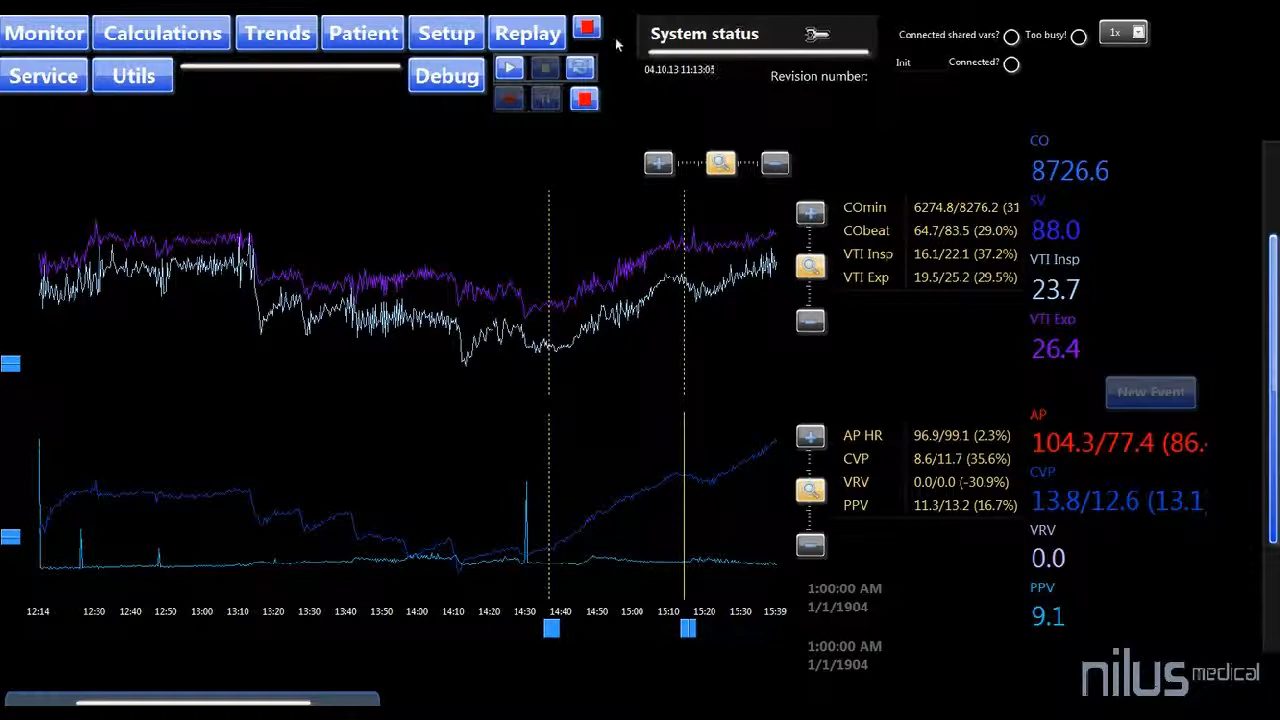 Monitor Calculations Trends Patient Setup Replay
Service Utils Debug
System status
04.10.13 11:13:05
Revision number:
Connected shared vars? Too busy! 1x
Init Connected?
CO
8726.6
SV
88.0
VTI Insp
23.7
VTI Exp
26.4
COmin 6274.8/8276.2 (31
CObeat 64.7/83.5 (29.0%)
VTI Insp 16.1/22.1 (37.2%)
VTI Exp 19.5/25.2 (29.5%)
New Event
AP
104.3/77.4 (86.
CVP
13.8/12.6 (13.1
VRV
0.0
PPV
9.1
AP HR 96.9/99.1 (2.3%)
CVP 8.6/11.7 (35.6%)
VRV 0.0/0.0 (-30.9%)
PPV 11.3/13.2 (16.7%)
1:00:00 AM
1/1/1904
1:00:00 AM
1/1/1904
12:14 12:30 12:40 12:50 13:00 13:10 13:20 13:30 13:40 13:50 14:00 14:10 14:20 14:30 14:40 14:50 15:00 15:10 15:20 15:30 15:39
nilus medical